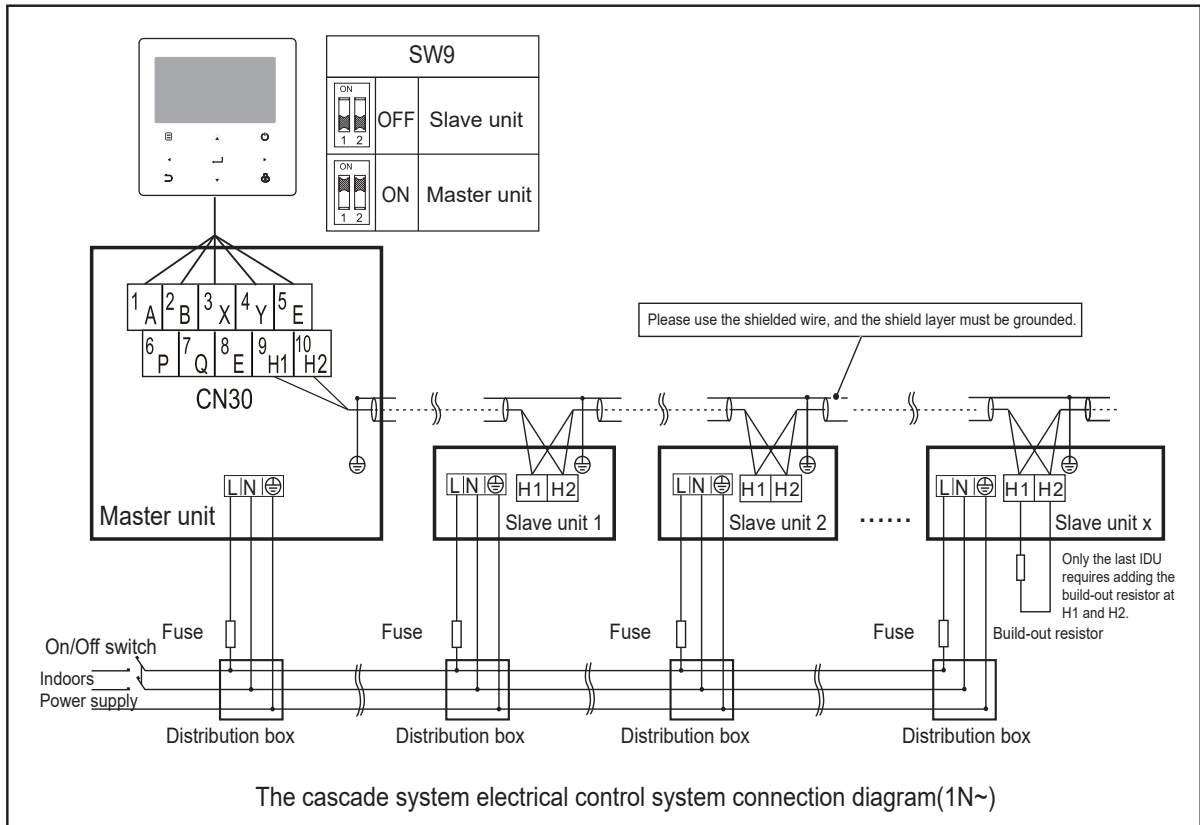 SW9
ON
1 2
OFF
Slave unit
ON
1 2
ON
Master unit
1 A
2 B
3 X
4 Y
5 E
6 P
7 Q
8 E
9 H1
10 H2
CN30
Please use the shielded wire, and the shield layer must be grounded.
L N
Master unit
L N
H1 H2
Slave unit 1
L N
H1 H2
Slave unit 2
......
L N
H1 H2
Slave unit x
Only the last IDU
requires adding the
build-out resistor at
H1 and H2.
Build-out resistor
Fuse
Fuse
Fuse
Fuse
On/Off switch
Indoors
Power supply
Distribution box
Distribution box
Distribution box
Distribution box
The cascade system electrical control system connection diagram(1N~)